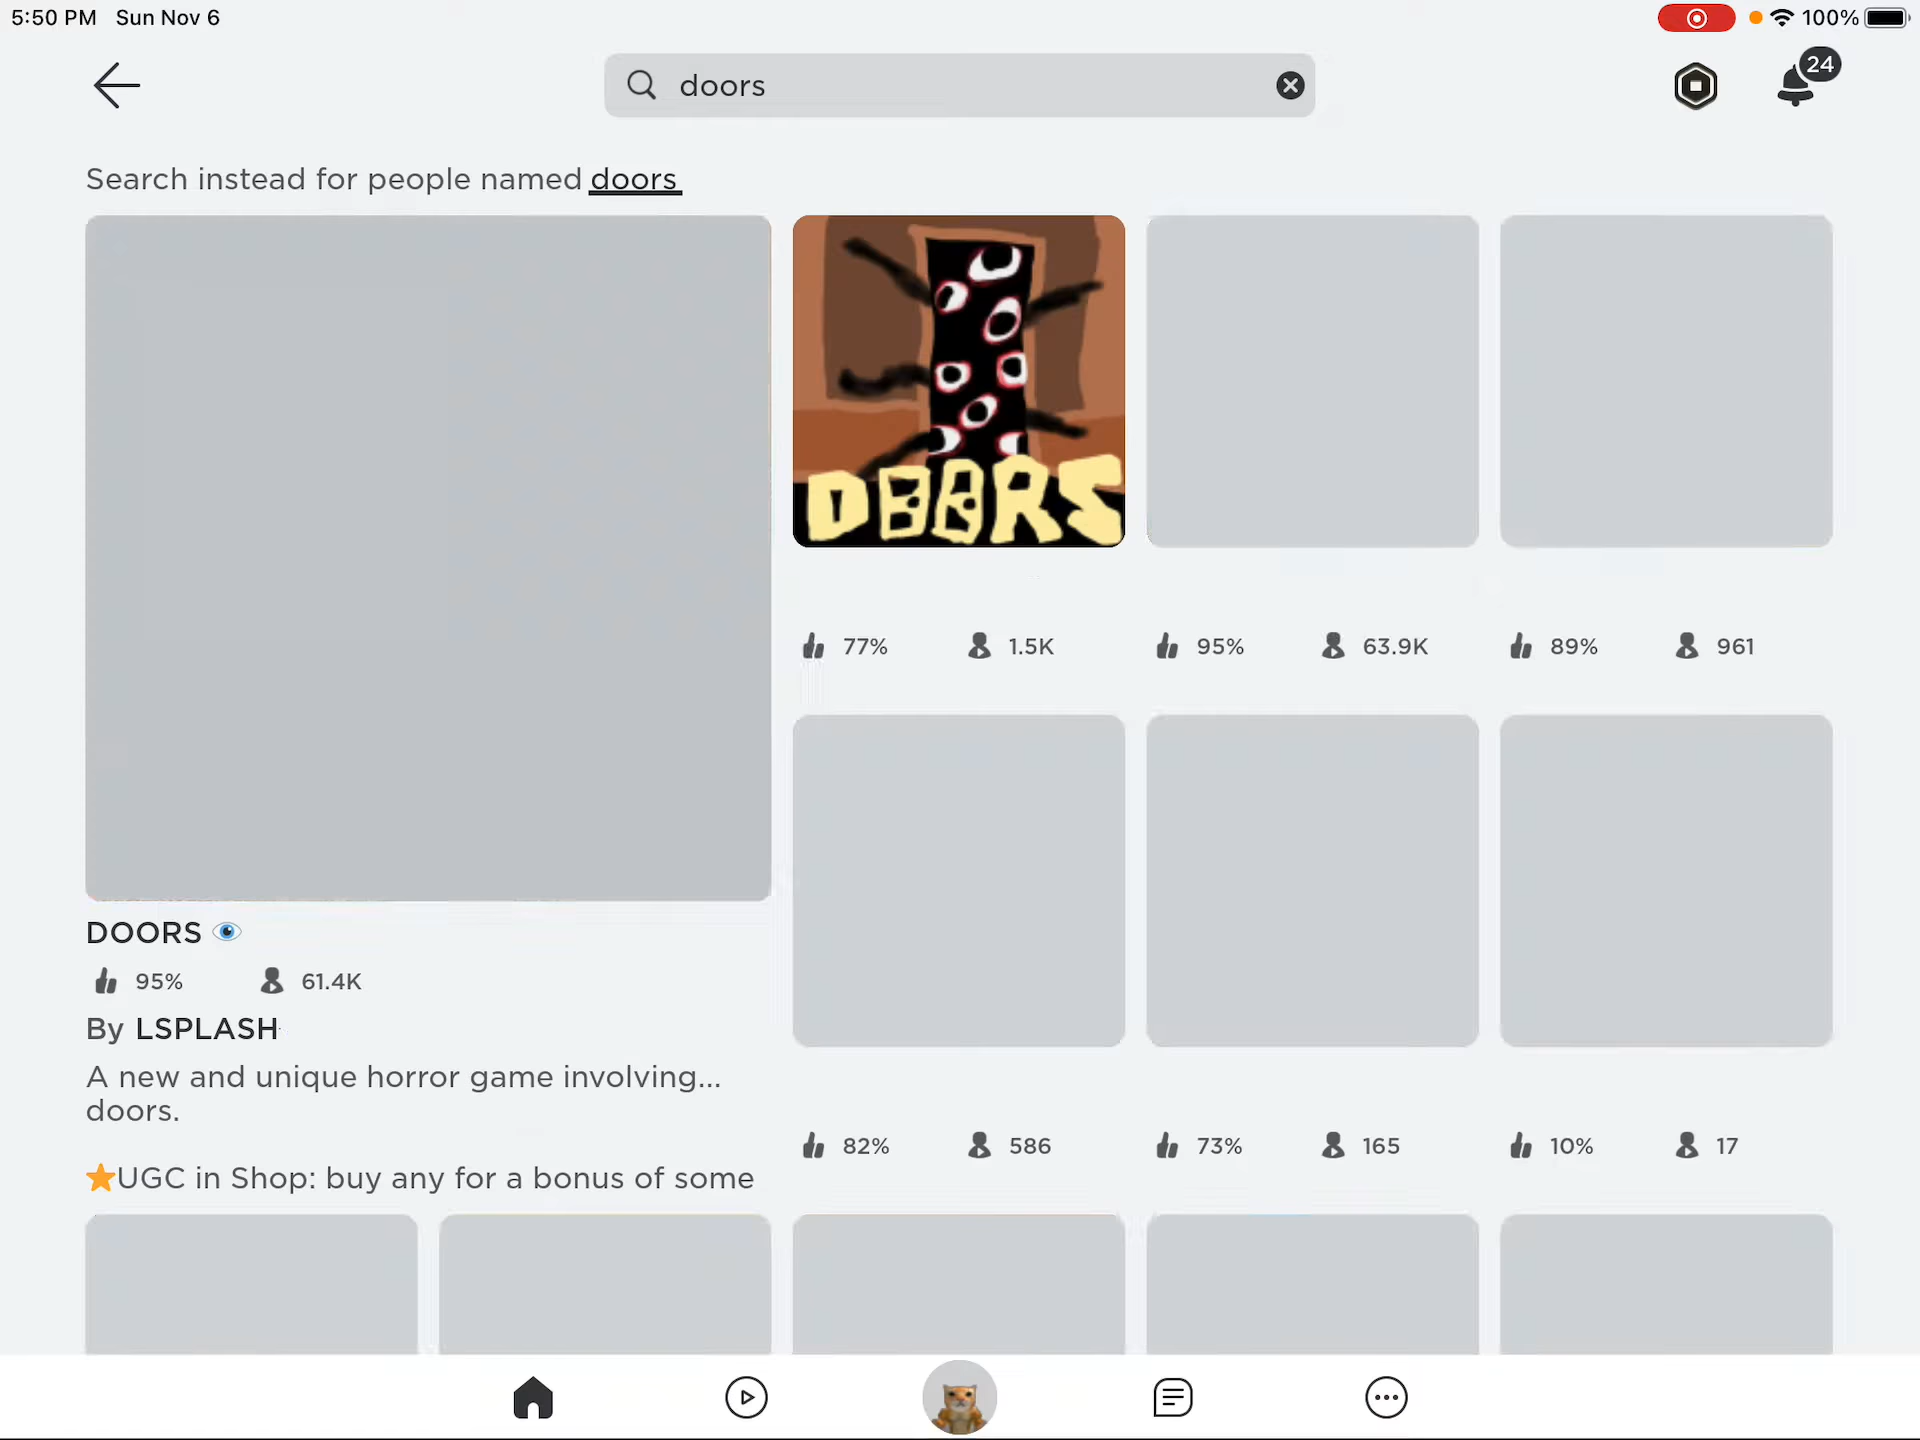 5:50 PM Sun Nov 6
100%
doors
24
Search instead for people named doors
DOORS
77% 1.5K
95% 63.9K
89% 961
DOORS 👁
95% 61.4K
By LSPLASH
A new and unique horror game involving...
doors.
⭐UGC in Shop: buy any for a bonus of some
82% 586
73% 165
10% 17